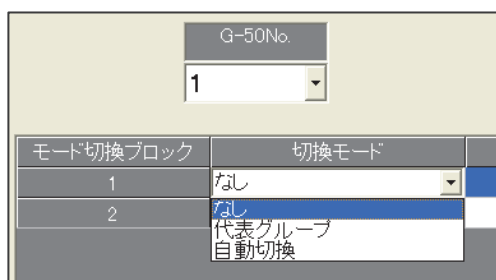 G-50No.
1
モード切換ブロック 切換モード
1 なし
2 なし
代表グループ
自動切換